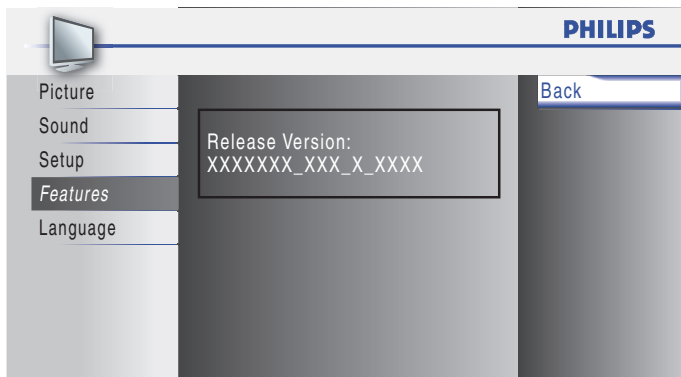 PHILIPS
Picture
Sound
Setup
Features
Language
Release Version:
XXXXXXX_XXX_X_XXXX
Back